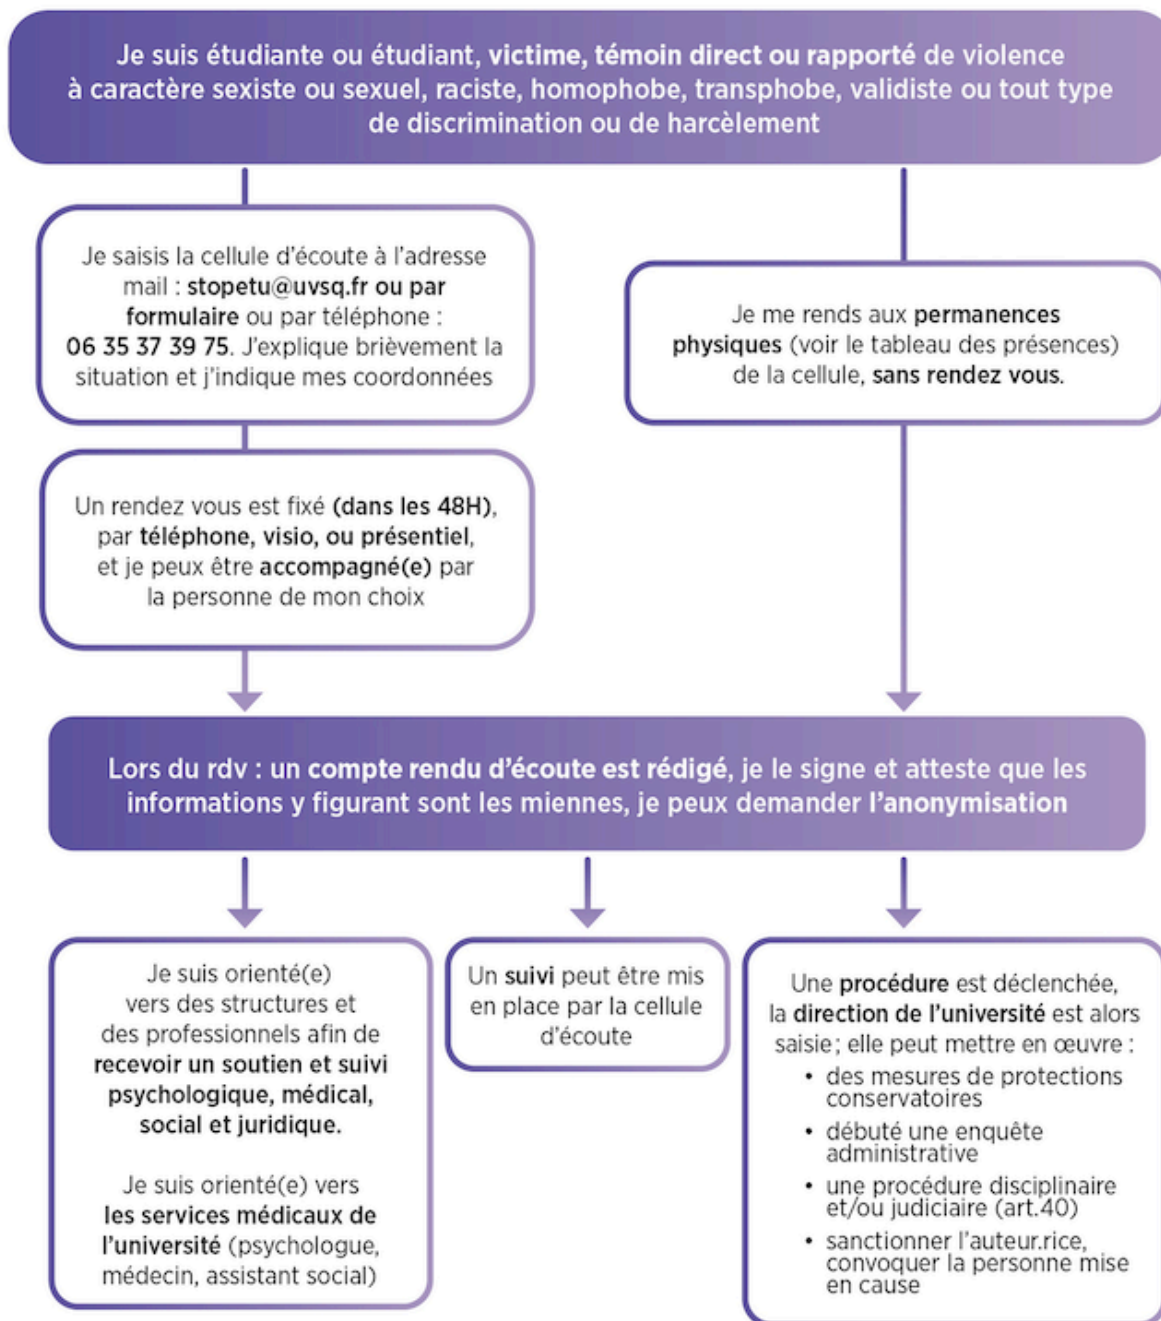 Je suis étudiante ou étudiant, victime, témoin direct ou rapporté de violence
à caractère sexiste ou sexuel, raciste, homophobe, transphobe, validiste ou tout type
de discrimination ou de harcèlement
Je saisis la cellule d'écoute à l'adresse
mail : stopetu@uvsq.fr ou par
formulaire ou par téléphone :
06 35 37 39 75. J'explique brièvement la
situation et j'indique mes coordonnées
Je me rends aux permanences
physiques (voir le tableau des présences)
de la cellule, sans rendez vous.
Un rendez vous est fixé (dans les 48H),
par téléphone, visio, ou présentiel,
et je peux être accompagné(e) par
la personne de mon choix
Lors du rdv : un compte rendu d'écoute est rédigé, je le signe et atteste que les
informations y figurant sont les miennes, je peux demander l'anonymisation
Je suis orienté(e)
vers des structures et
des professionnels afin de
recevoir un soutien et suivi
psychologique, médical,
social et juridique.
Je suis orienté(e) vers
les services médicaux de
l'université (psychologue,
médecin, assistant social)
Un suivi peut être mis
en place par la cellule
d'écoute
Une procédure est déclenchée,
la direction de l'université est alors
saisie ; elle peut mettre en œuvre :
• des mesures de protections
conservatoires
• débuté une enquête
administrative
• une procédure disciplinaire
et/ou judiciaire (art.40)
• sanctionner l'auteur.rice,
convoquer la personne mise
en cause